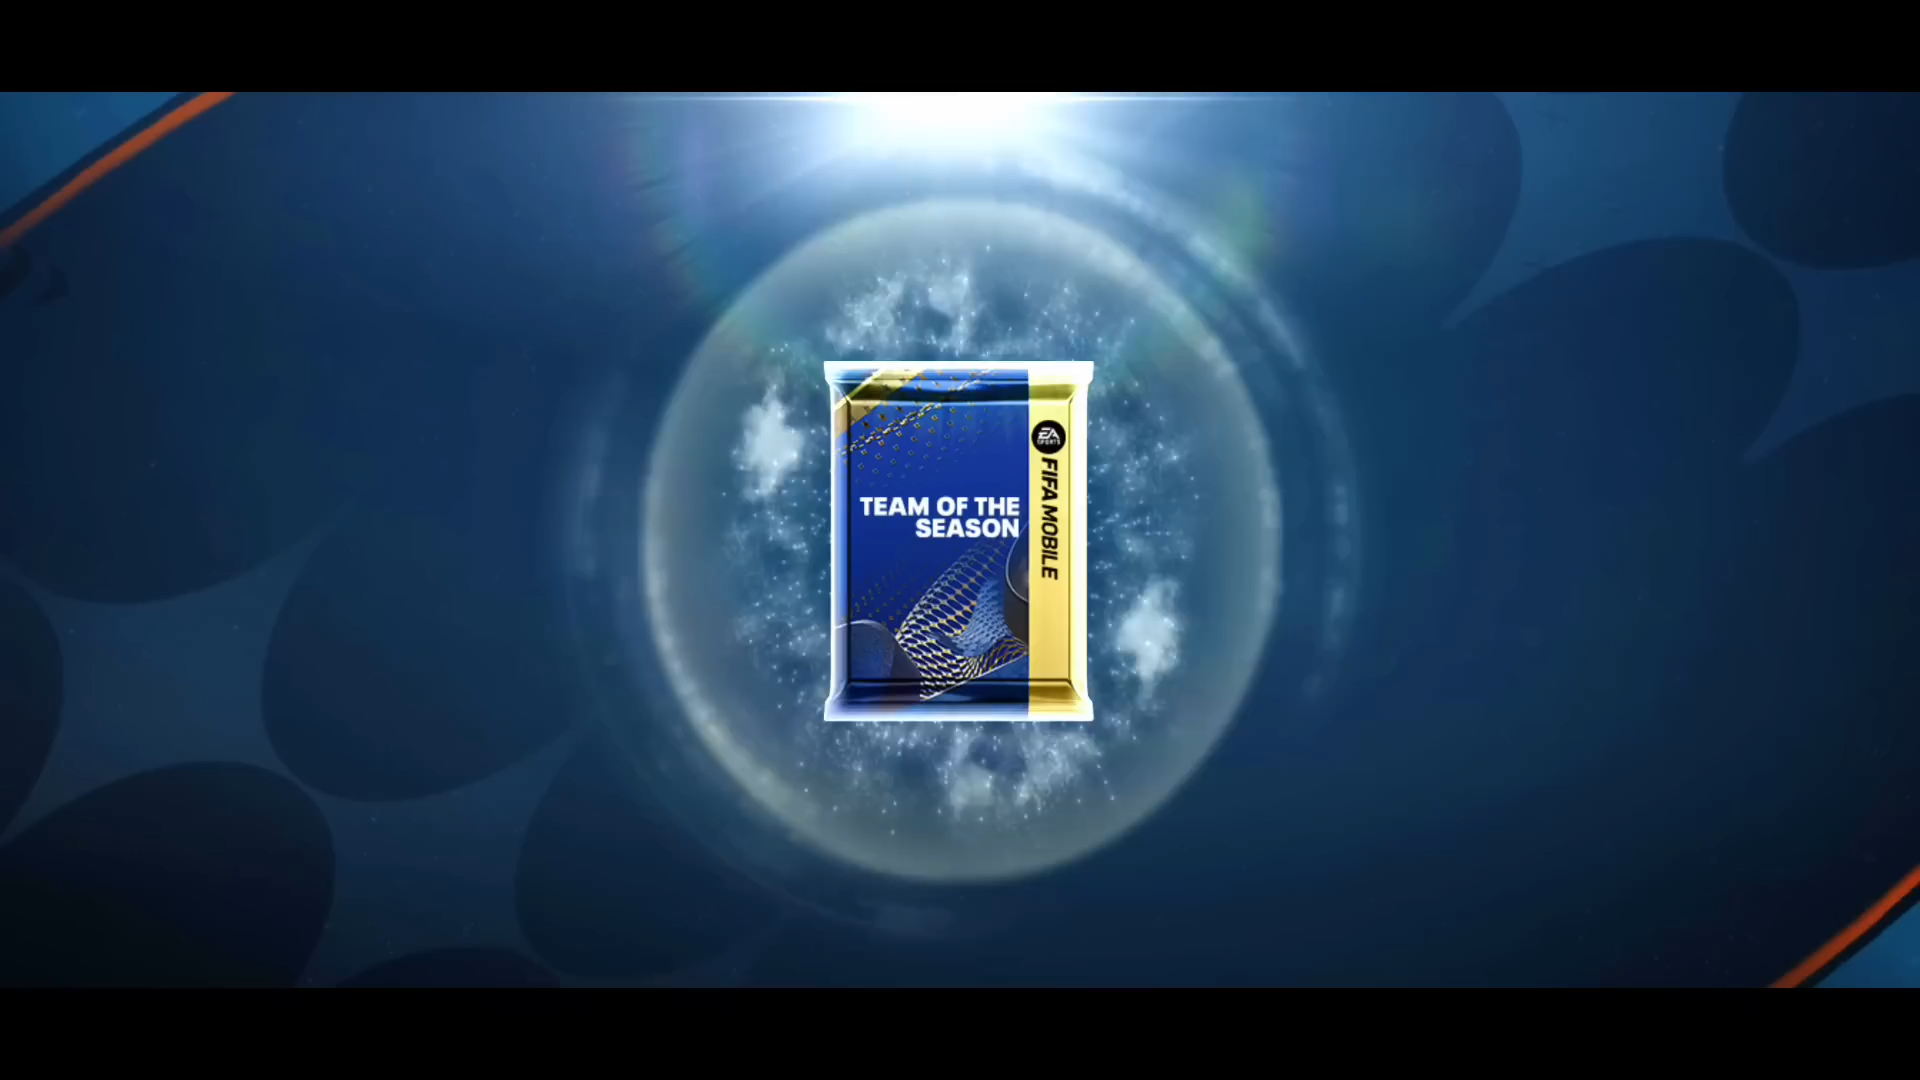 TEAM OF THE
SEASON
EA
SPORTS
FIFA MOBILE